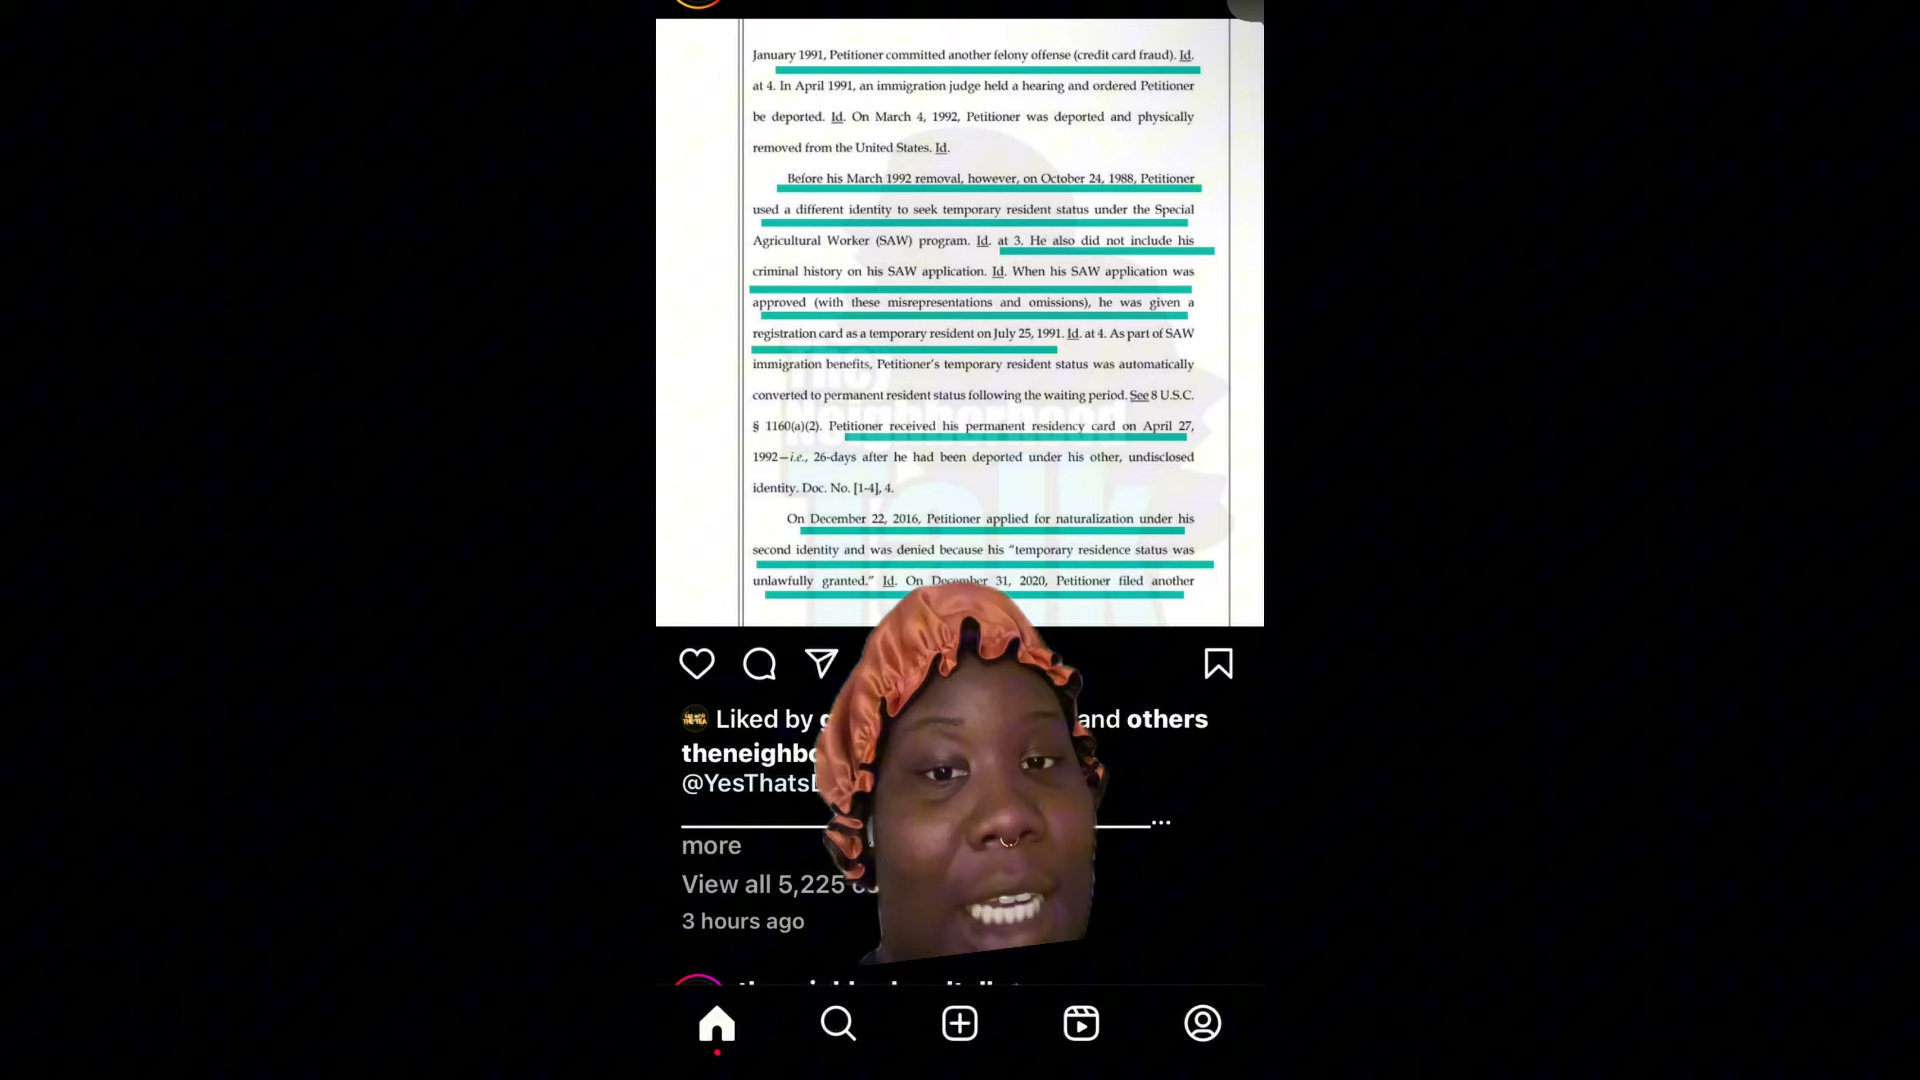 January 1991, Petitioner committed another felony offense (credit card fraud). Id.
at 4. In April 1991, an immigration judge held a hearing and ordered Petitioner
be deported. Id. On March 4, 1992, Petitioner was deported and physically
removed from the United States. Id.
Before his March 1992 removal, however, on October 24, 1988, Petitioner
used a different identity to seek temporary resident status under the Special
Agricultural Worker (SAW) program. Id. at 3. He also did not include his
criminal history on his SAW application. Id. When his SAW application was
approved (with these misrepresentations and omissions), he was given a
registration card as a temporary resident on July 25, 1991. Id. at 4. As part of SAW
immigration benefits, Petitioner's temporary resident status was automatically
converted to permanent resident status following the waiting period. See 8 U.S.C.
§ 1160(a)(2). Petitioner received his permanent residency card on April 27,
1992—i.e., 26-days after he had been deported under his other, undisclosed
identity. Doc. No. [1-4], 4.
On December 22, 2016, Petitioner applied for naturalization under his
second identity and was denied because his "temporary residence status was
unlawfully granted." Id. On December 31, 2020, Petitioner filed another
The
Neighborhood
Talk
Liked by and others
theneighbo
@YesThats
more
View all 5,225
3 hours ago